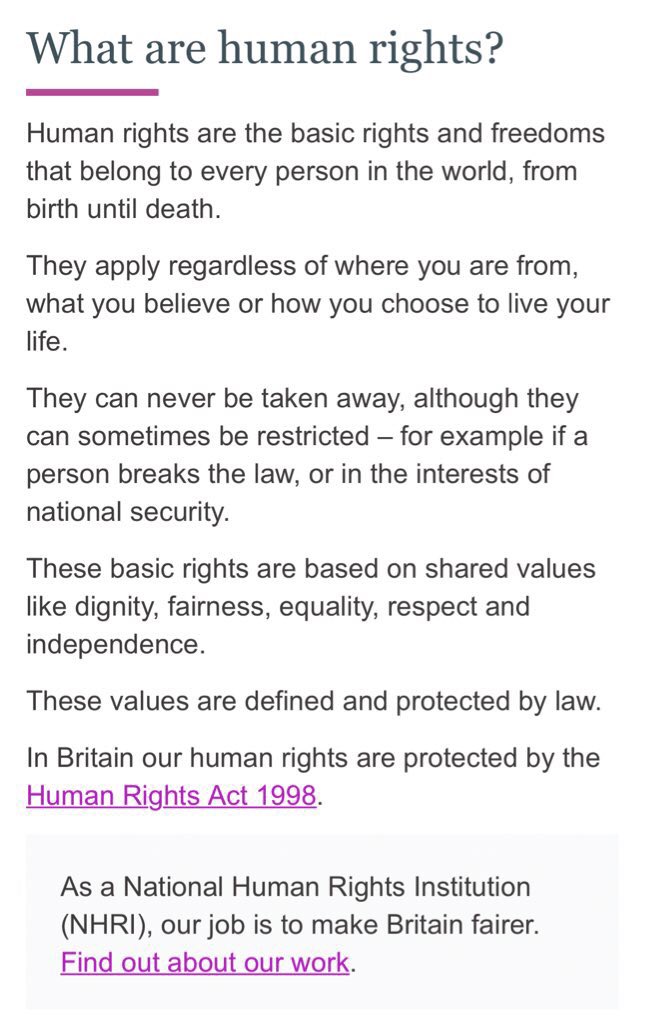 What are human rights?
Human rights are the basic rights and freedoms
that belong to every person in the world, from
birth until death.
They apply regardless of where you are from,
what you believe or how you choose to live your
life.
They can never be taken away, although they
can sometimes be restricted – for example if a
person breaks the law, or in the interests of
national security.
These basic rights are based on shared values
like dignity, fairness, equality, respect and
independence.
These values are defined and protected by law.
In Britain our human rights are protected by the
Human Rights Act 1998.
As a National Human Rights Institution
(NHRI), our job is to make Britain fairer.
Find out about our work.